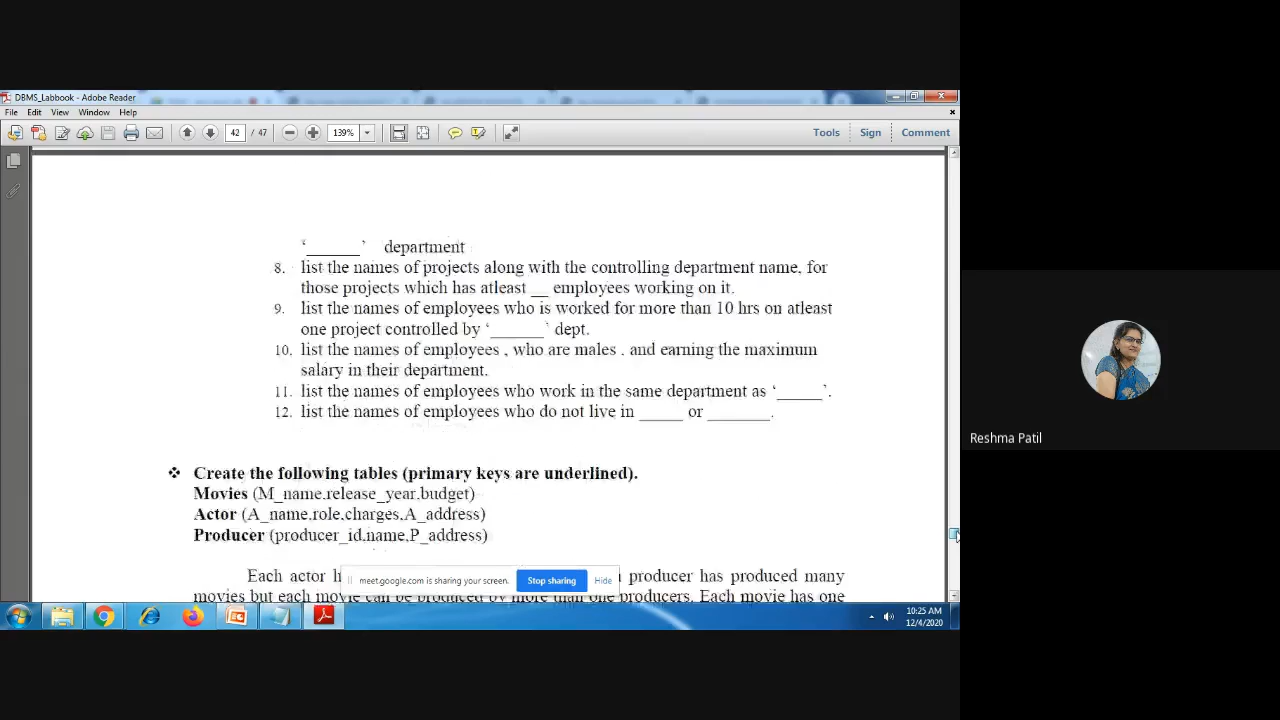 DBMS_Labbook - Adobe Reader
File Edit View Window Help
42 / 47 139% Tools Sign Comment
‘______’ department
8. list the names of projects along with the controlling department name, for
those projects which has atleast __ employees working on it.
9. list the names of employees who is worked for more than 10 hrs on atleast
one project controlled by ‘______’ dept.
10. list the names of employees , who are males , and earning the maximum
salary in their department.
11. list the names of employees who work in the same department as ‘_____’.
12. list the names of employees who do not live in _____ or _______.
❖ Create the following tables (primary keys are underlined).
Movies (M_name,release_year,budget)
Actor (A_name,role,charges,A_address)
Producer (producer_id,name,P_address)
Each actor producer has produced many
meet.google.com is sharing your screen. Stop sharing Hide
movies but each movie can be produced by more than one producers. Each movie has one
10:25 AM
12/4/2020
Reshma Patil